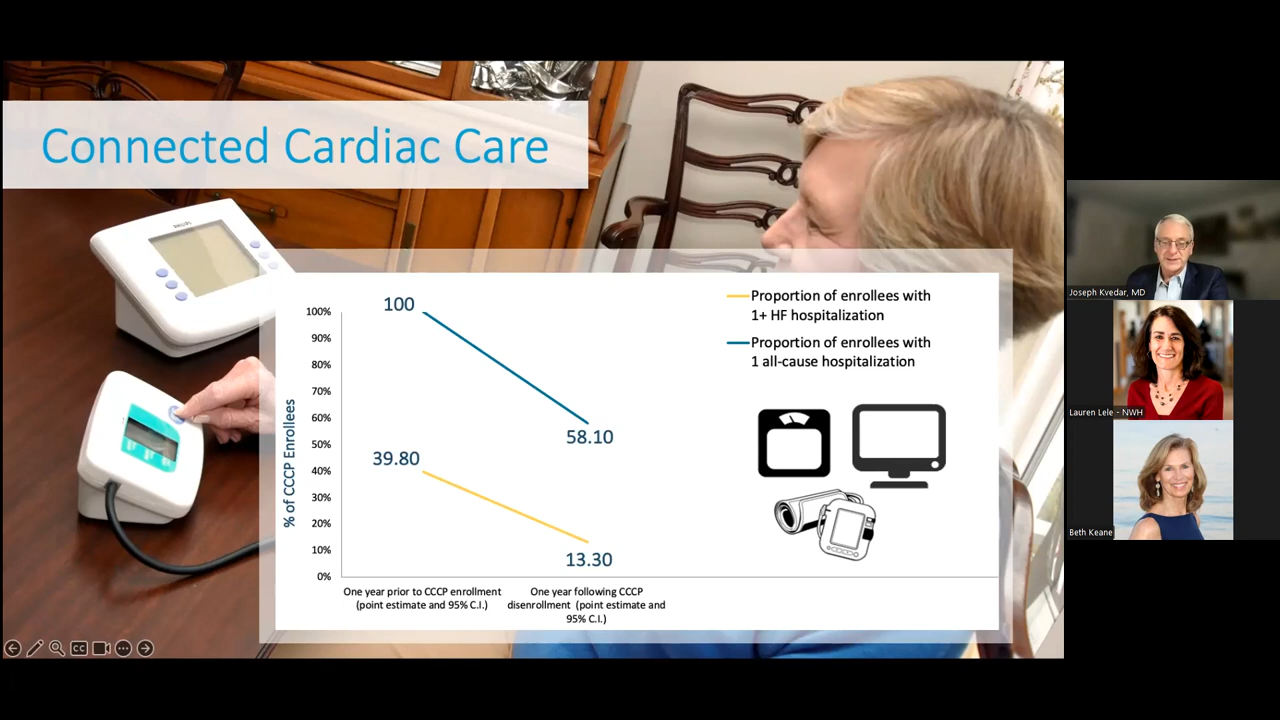 Connected Cardiac Care
PHILIPS
100
100%
90%
80%
70%
60%
50%
40%
30%
20%
10%
0%
% of CCCP Enrollees
58.10
39.80
13.30
Proportion of enrollees with
1+ HF hospitalization
Proportion of enrollees with
1 all-cause hospitalization
One year prior to CCCP enrollment
(point estimate and 95% C.I.)
One year following CCCP
disenrollment (point estimate and
95% C.I.)
CC
Joseph Kvedar, MD
Lauren Lele - NWH
Beth Keane